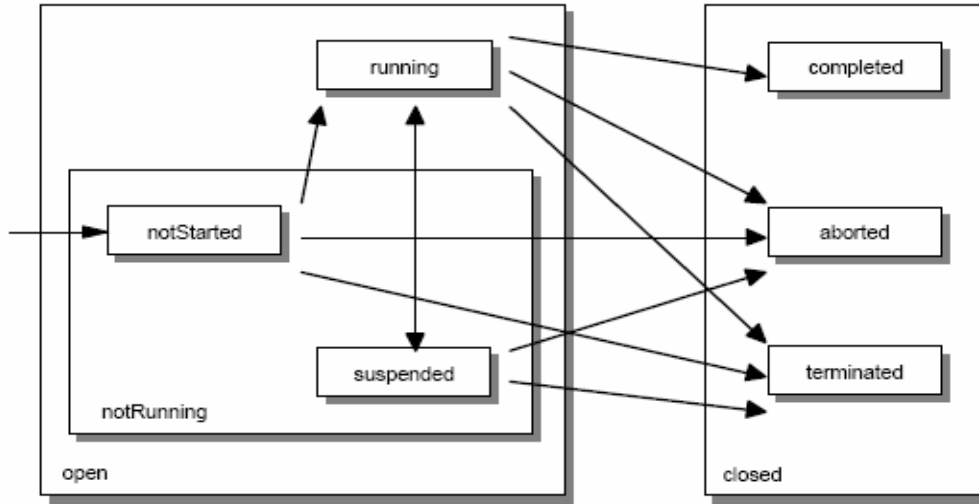 running
completed
notStarted
aborted
suspended
terminated
notRunning
open
closed